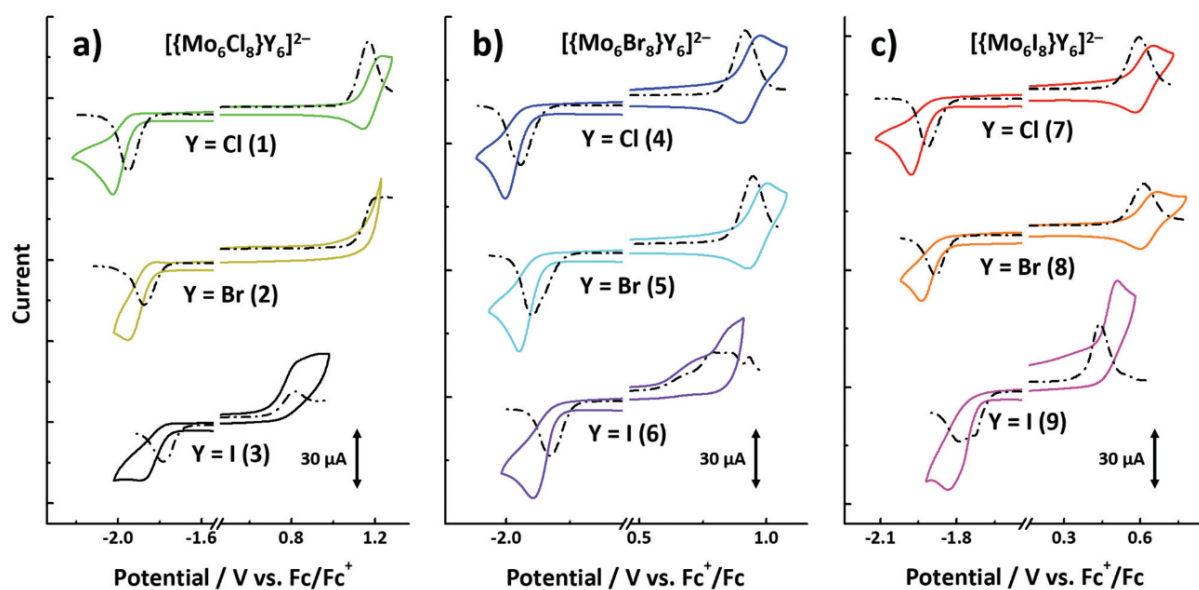 a)
[{Mo₆Cl₈}Y₆]²⁻
Y = Cl (1)
Y = Br (2)
Y = I (3)
30 µA
-2.0
-1.6
0.8
1.2
Potential / V vs. Fc/Fc⁺
Current
b)
[{Mo₆Br₈}Y₆]²⁻
Y = Cl (4)
Y = Br (5)
Y = I (6)
30 µA
-2.0
1.0
Potential / V vs. Fc⁺/Fc
c)
[{Mo₆I₈}Y₆]²⁻
Y = Cl (7)
Y = Br (8)
Y = I (9)
30 µA
-2.1
-1.8
0.3
0.6
Potential / V vs. Fc⁺/Fc